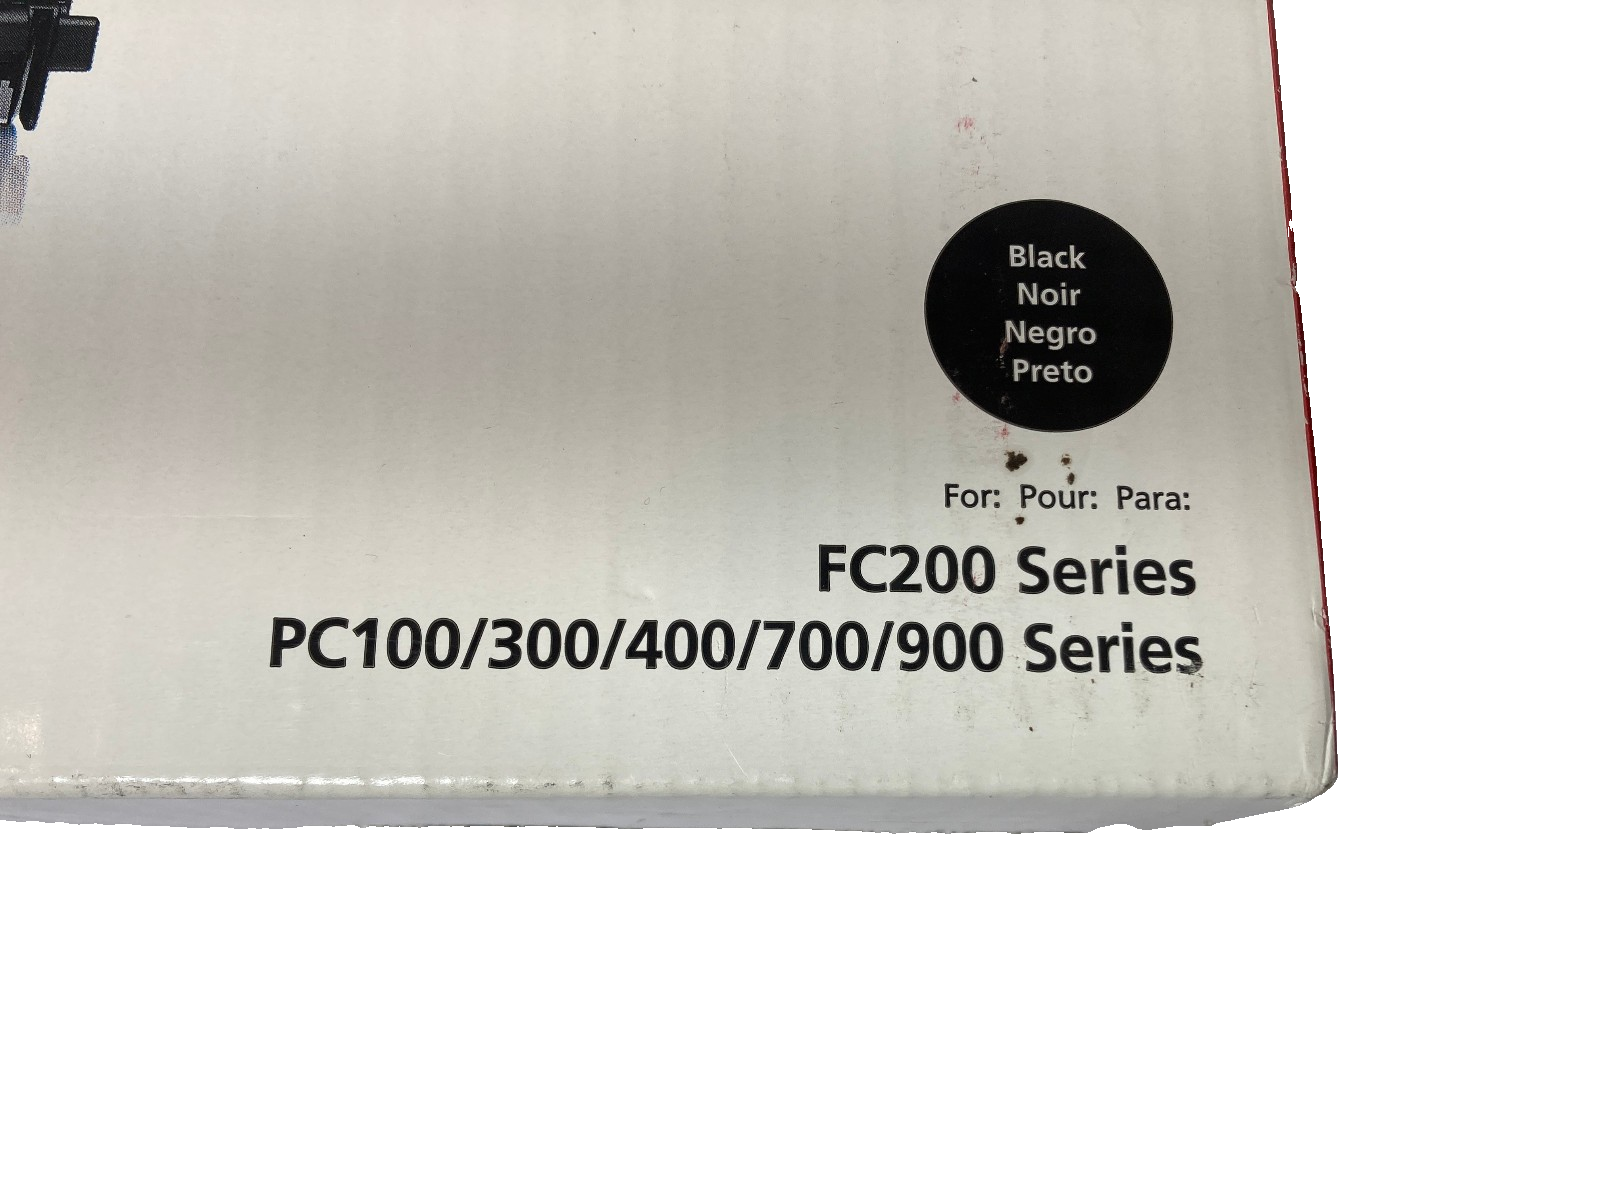 Black
Noir
Negro
Preto
For: Pour: Para:
FC200 Series
PC100/300/400/700/900 Series